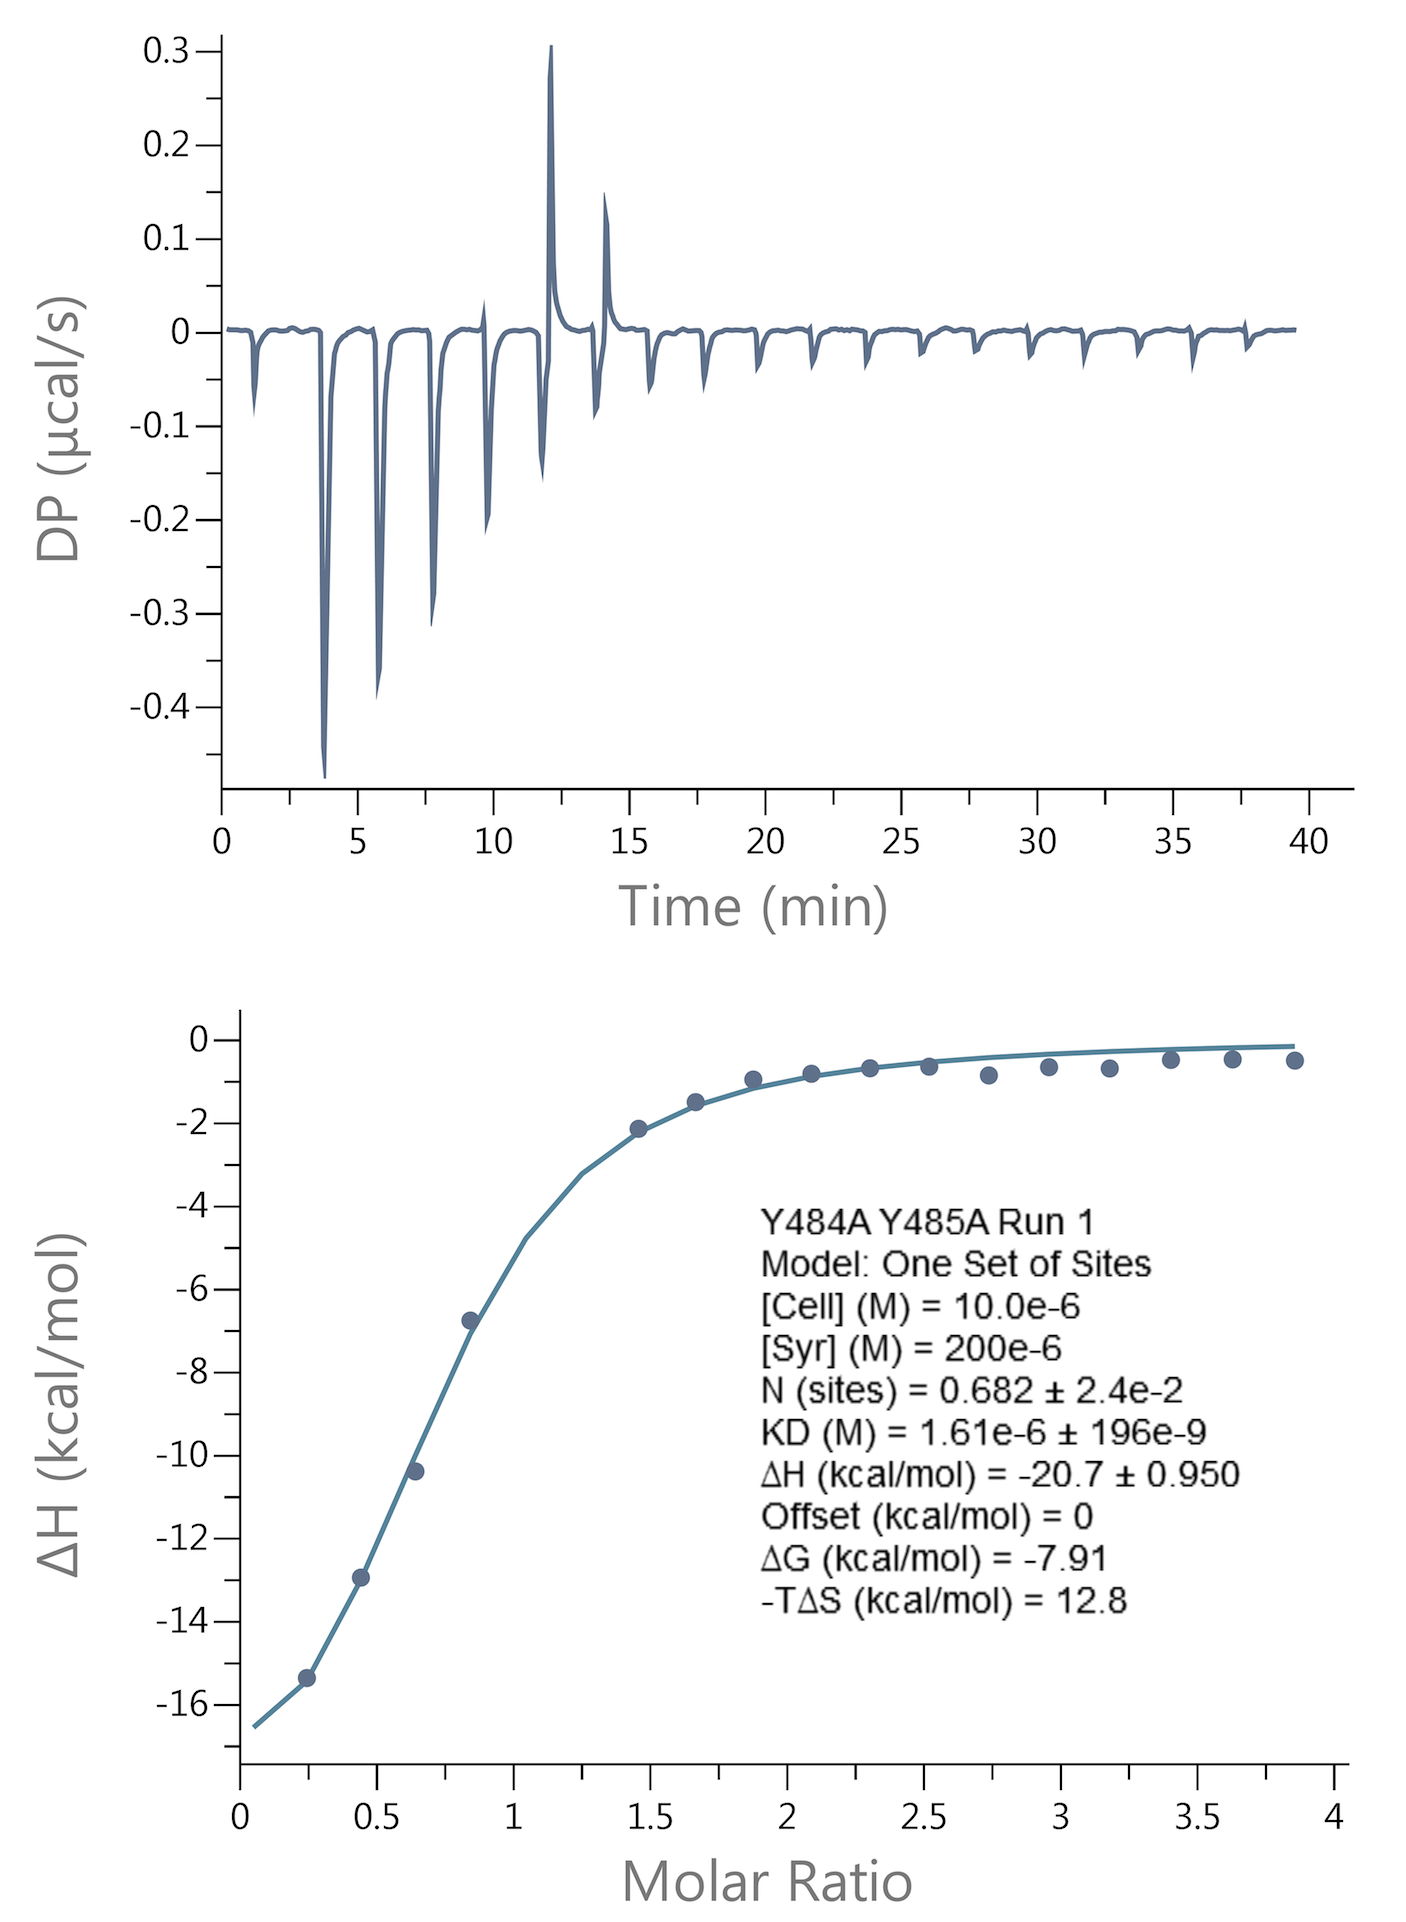 0.3
0.2
0.1
0
-0.1
-0.2
-0.3
-0.4
DP (µcal/s)
0 5 10 15 20 25 30 35 40
Time (min)
0
-2
-4
-6
-8
-10
-12
-14
-16
ΔH (kcal/mol)
Y484A Y485A Run 1
Model: One Set of Sites
[Cell] (M) = 10.0e-6
[Syr] (M) = 200e-6
N (sites) = 0.682 ± 2.4e-2
KD (M) = 1.61e-6 ± 196e-9
ΔH (kcal/mol) = -20.7 ± 0.950
Offset (kcal/mol) = 0
ΔG (kcal/mol) = -7.91
-TΔS (kcal/mol) = 12.8
0 0.5 1 1.5 2 2.5 3 3.5 4
Molar Ratio